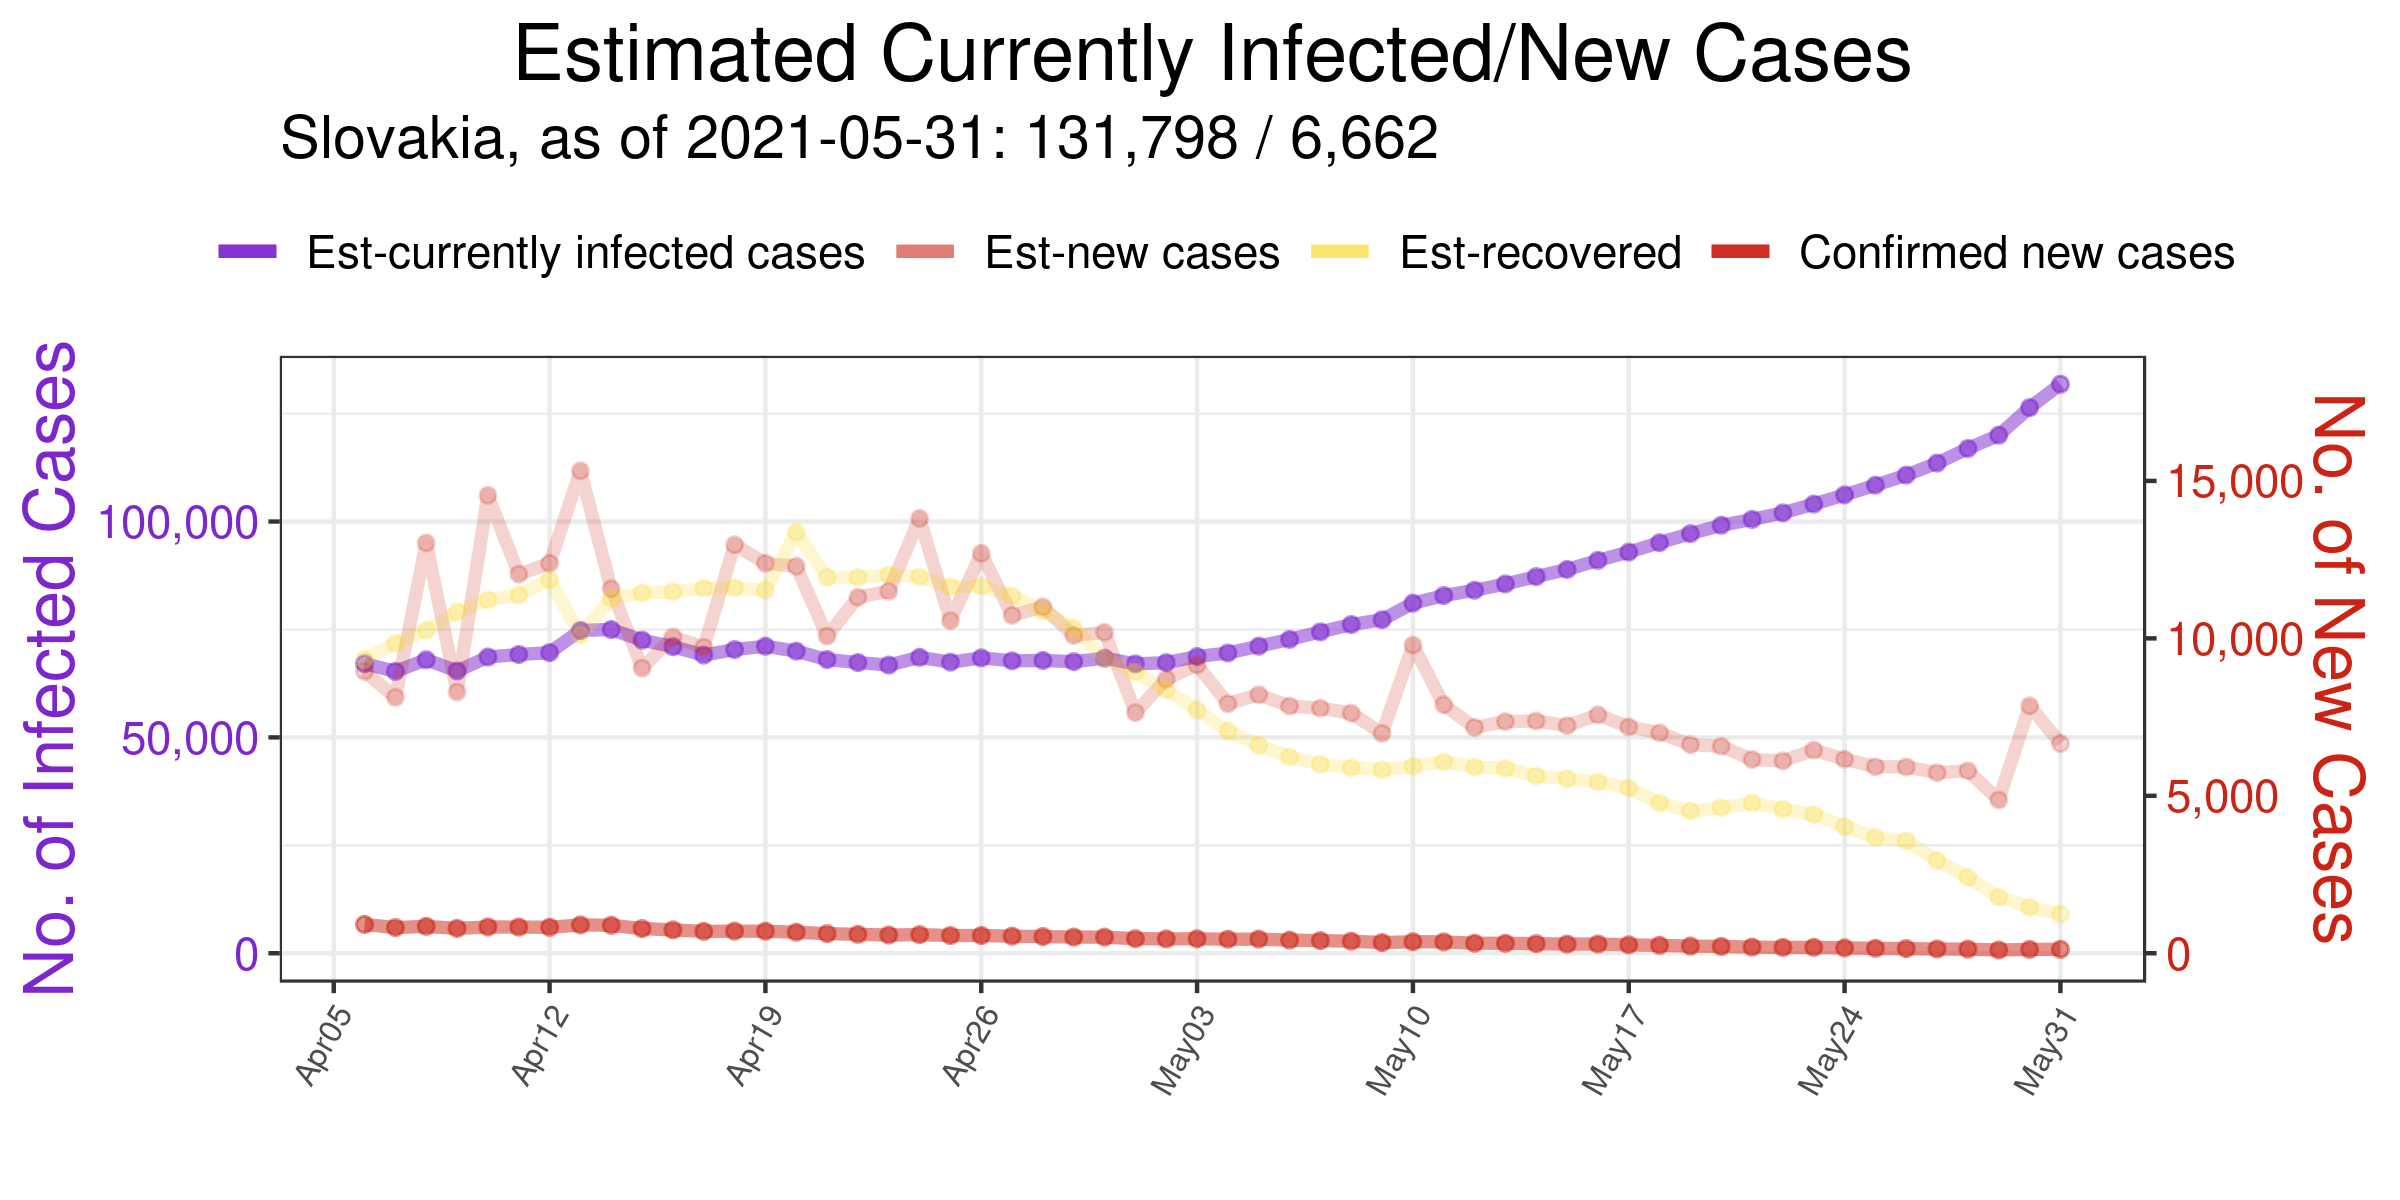 Estimated Currently Infected/New Cases
Slovakia, as of 2021-05-31: 131,798 / 6,662
Est-currently infected cases Est-new cases Est-recovered Confirmed new cases
No. of Infected Cases
100,000
50,000
0
15,000
10,000
5,000
0
No. of New Cases
Apr05 Apr12 Apr19 Apr26 May03 May10 May17 May24 May31